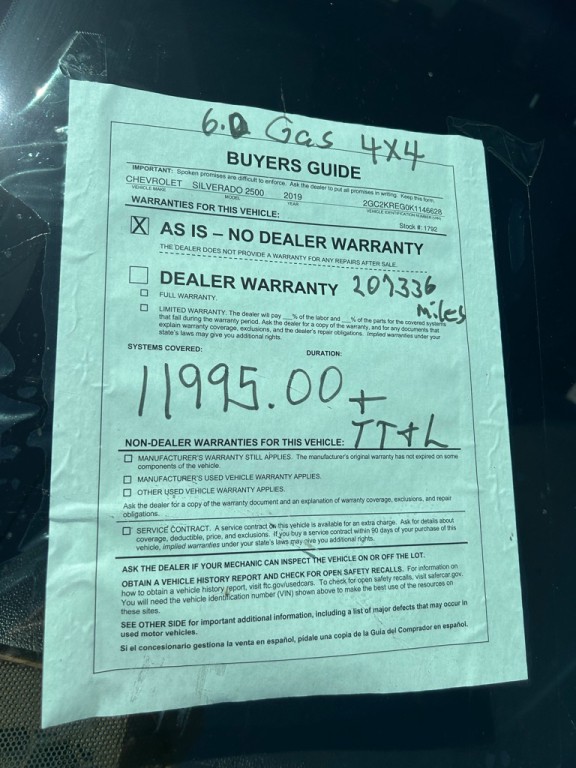 6.0 Gas 4X4
BUYERS GUIDE
IMPORTANT: Spoken promises are difficult to enforce. Ask the dealer to put all promises in writing. Keep this form.
CHEVROLET SILVERADO 2500 2019 2GC2KREG0K1146628
VEHICLE MAKE MODEL YEAR VEHICLE IDENTIFICATION NUMBER (VIN)
WARRANTIES FOR THIS VEHICLE: Stock #: 1792
X AS IS – NO DEALER WARRANTY
THE DEALER DOES NOT PROVIDE A WARRANTY FOR ANY REPAIRS AFTER SALE.
DEALER WARRANTY 207336
miles
FULL WARRANTY.
LIMITED WARRANTY. The dealer will pay ___% of the labor and ___% of the parts for the covered systems
that fail during the warranty period. Ask the dealer for a copy of the warranty, and for any documents that
explain warranty coverage, exclusions, and the dealer's repair obligations. Implied warranties under your
state's laws may give you additional rights.
SYSTEMS COVERED: DURATION:
11995.00 +
TT+L
NON-DEALER WARRANTIES FOR THIS VEHICLE:
MANUFACTURER'S WARRANTY STILL APPLIES. The manufacturer's original warranty has not expired on some
components of the vehicle.
MANUFACTURER'S USED VEHICLE WARRANTY APPLIES.
OTHER USED VEHICLE WARRANTY APPLIES.
Ask the dealer for a copy of the warranty document and an explanation of warranty coverage, exclusions, and repair
obligations.
SERVICE CONTRACT. A service contract on this vehicle is available for an extra charge. Ask for details about
coverage, deductible, price, and exclusions. If you buy a service contract within 90 days of your purchase of this
vehicle, implied warranties under your state's laws may give you additional rights.
ASK THE DEALER IF YOUR MECHANIC CAN INSPECT THE VEHICLE ON OR OFF THE LOT.
OBTAIN A VEHICLE HISTORY REPORT AND CHECK FOR OPEN SAFETY RECALLS. For information on
how to obtain a vehicle history report, visit ftc.gov/usedcars. To check for open safety recalls, visit safercar.gov.
You will need the vehicle identification number (VIN) shown above to make the best use of the resources on
these sites.
SEE OTHER SIDE for important additional information, including a list of major defects that may occur in
used motor vehicles.
Si el concesionario gestiona la venta en español, pídale una copia de la Guía del Comprador en español.